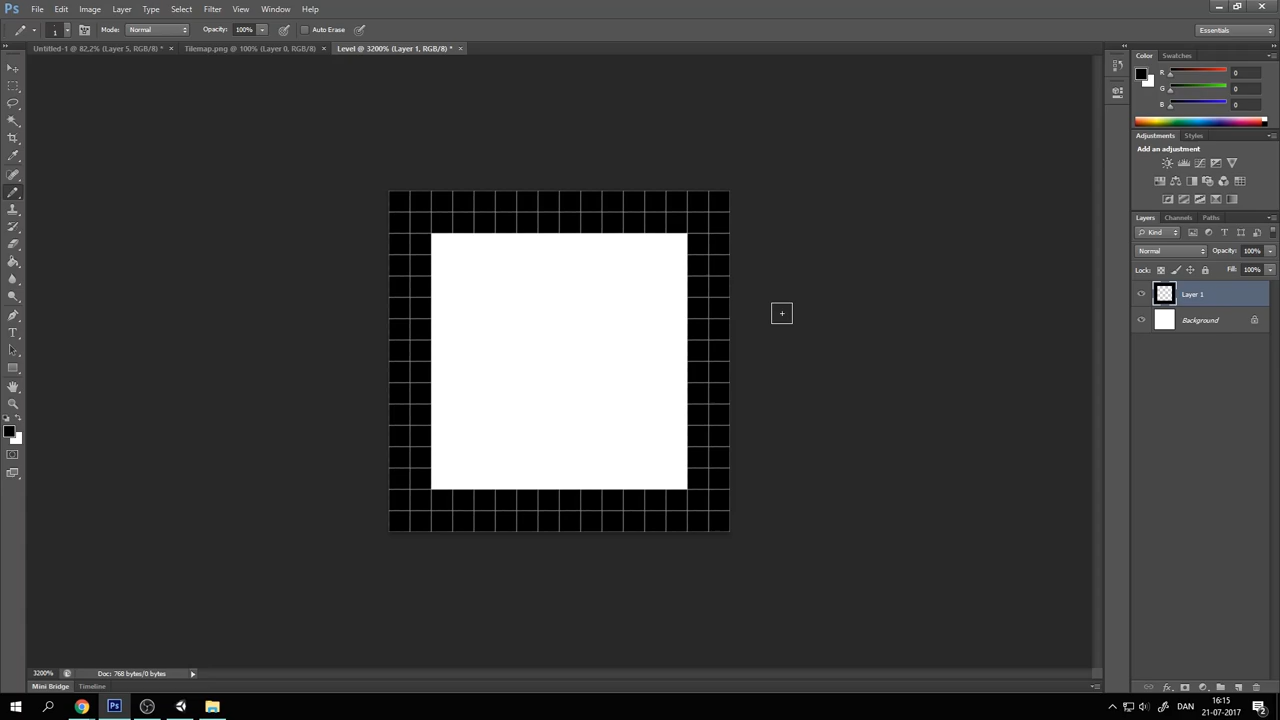 Ps File Edit Image Layer Type Select Filter View Window Help
1 Mode: Normal Opacity: 100% Auto Erase Essentials
Untitled-1 @ 82,2% (Layer 5, RGB/8) * × Tilemap.png @ 100% (Layer 0, RGB/8) × Level @ 3200% (Layer 1, RGB/8) * ×
Color Swatches
R 0
G 0
B 0
Adjustments Styles
Add an adjustment
Layers Channels Paths
Kind
Normal Opacity: 100%
Lock: Fill: 100%
Layer 1
Background
3200% Doc: 768 bytes/0 bytes
Mini Bridge Timeline
Ps DAN 16:15
21-07-2017 2